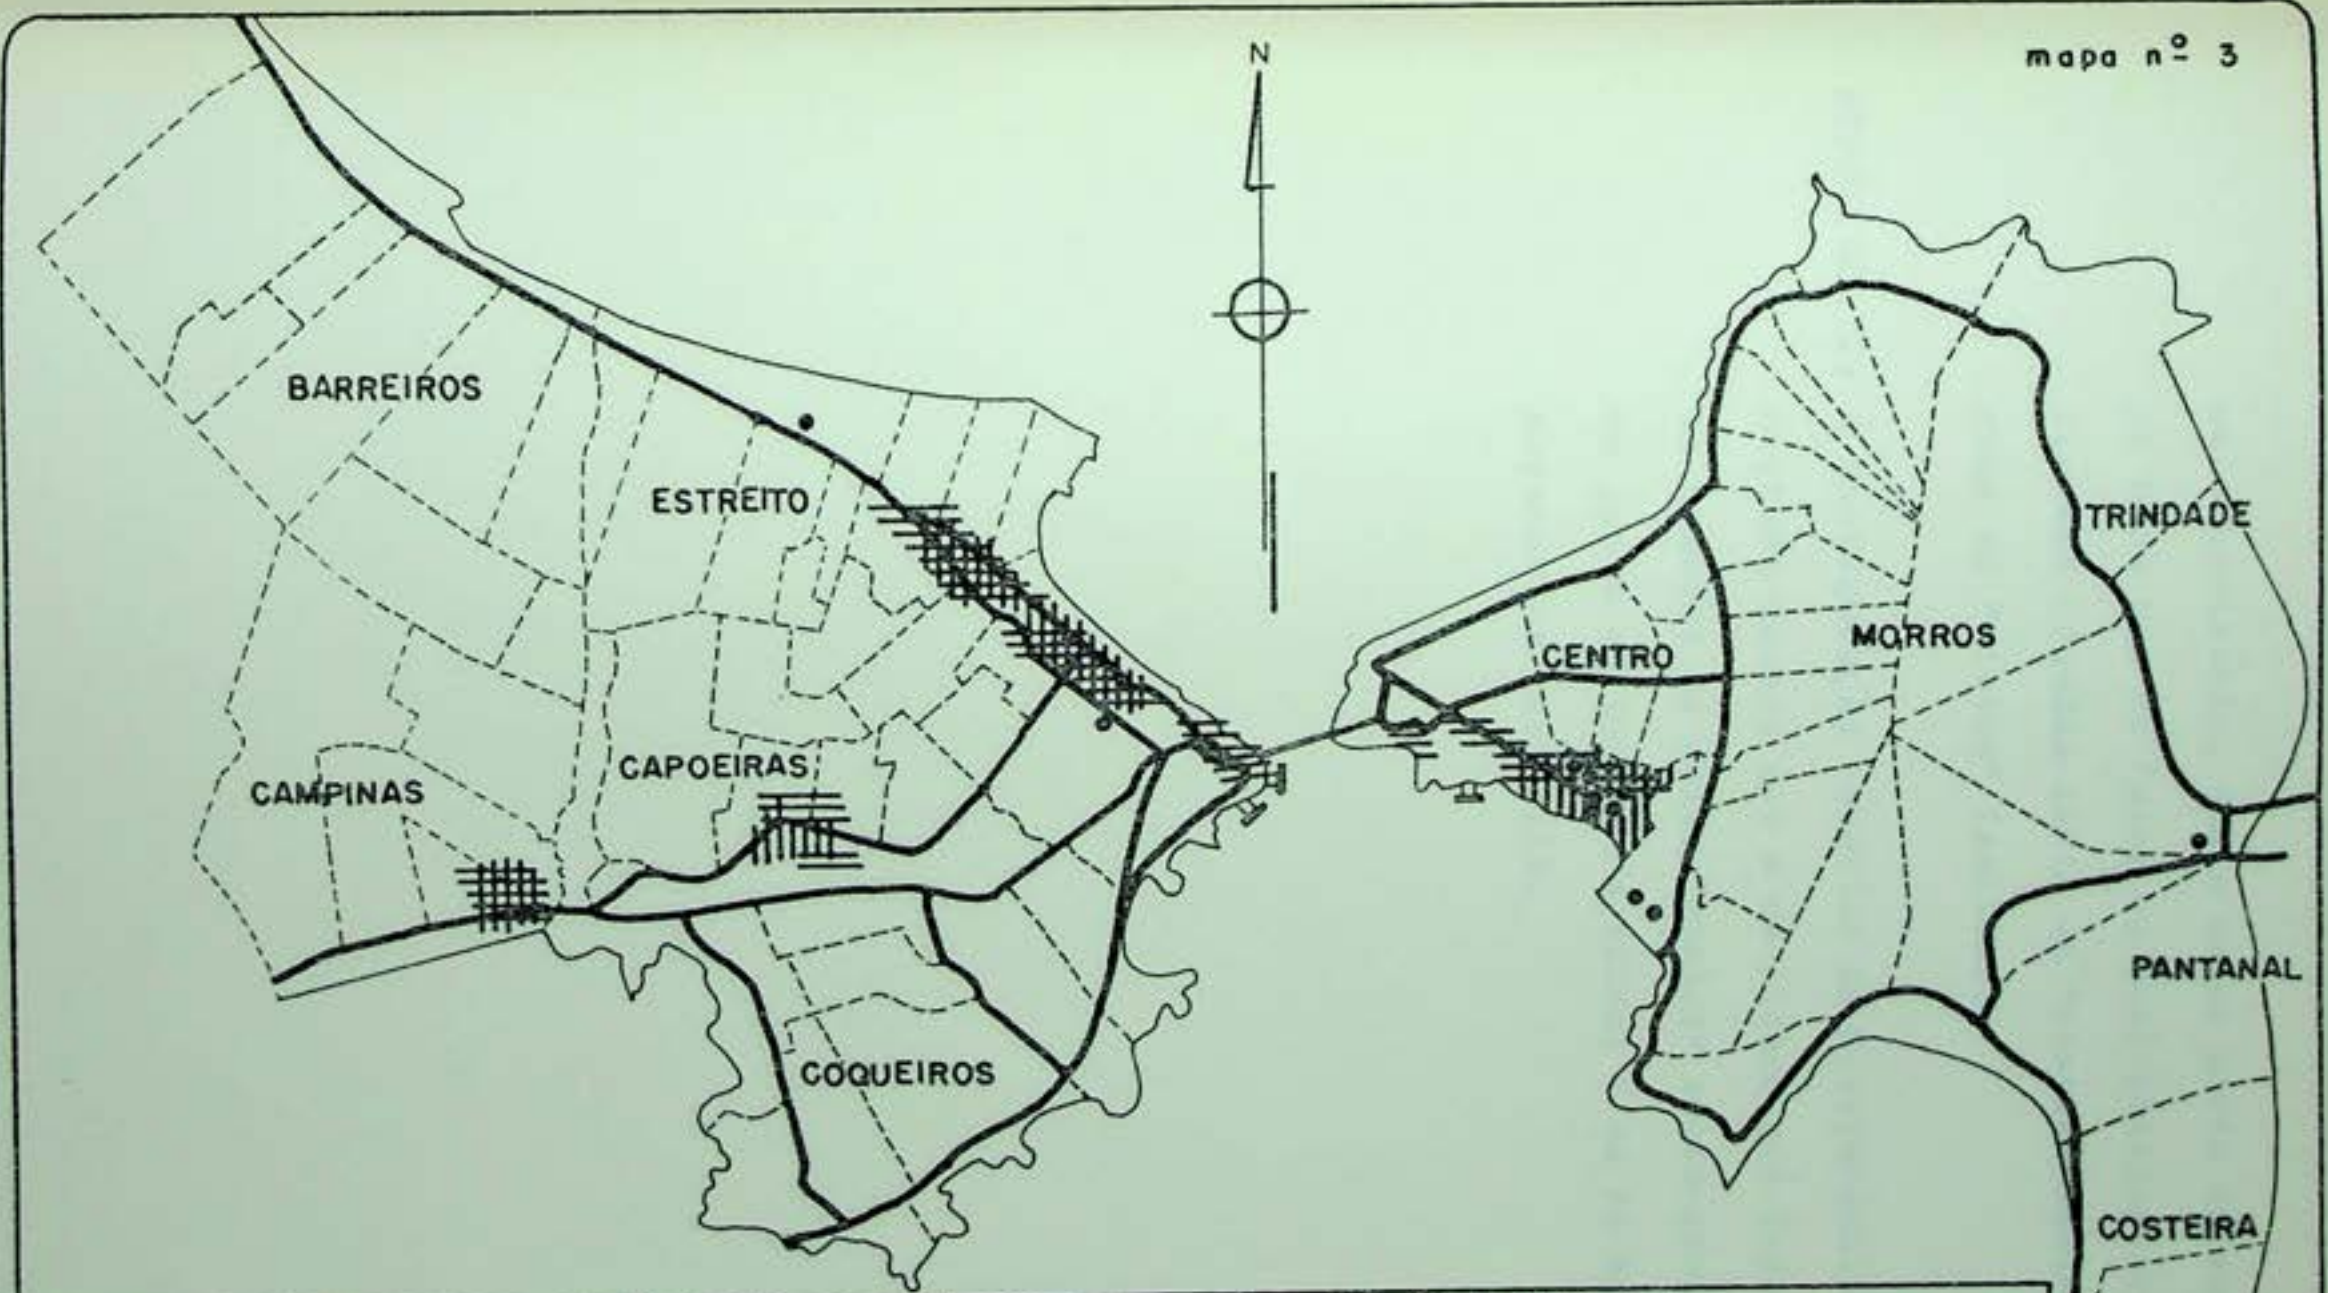 N
mapa nº 3
BARREIROS
ESTREITO
TRINDADE
CENTRO
MORROS
CAPOEIRAS
CAMPINAS
PANTANAL
COQUEIROS
COSTEIRA